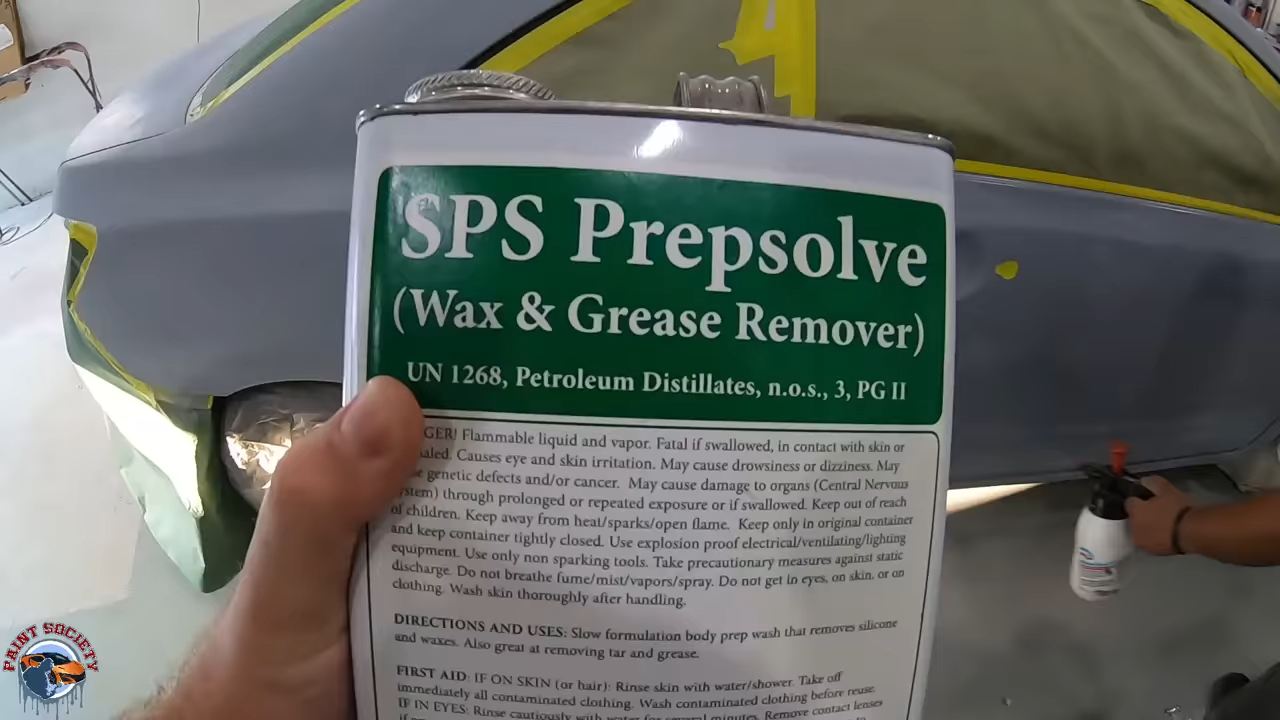 SPS Prepsolve
(Wax & Grease Remover)
UN 1268, Petroleum Distillates, n.o.s., 3, PG II
GER! Flammable liquid and vapor. Fatal if swallowed, in contact with skin or
aled. Causes eye and skin irritation. May cause drowsiness or dizziness. May
genetic defects and/or cancer. May cause damage to organs (Central Nervous
ystem) through prolonged or repeated exposure or if swallowed. Keep out of reach
of children. Keep away from heat/sparks/open flame. Keep only in original container
and keep container tightly closed. Use explosion proof electrical/ventilating/lighting
equipment. Use only non sparking tools. Take precautionary measures against static
discharge. Do not breathe fume/mist/vapors/spray. Do not get in eyes, on skin, or on
clothing. Wash skin thoroughly after handling.
DIRECTIONS AND USES: Slow formulation body prep wash that removes silicone
and waxes. Also great at removing tar and grease.
FIRST AID: IF ON SKIN (or hair): Rinse skin with water/shower. Take off
immediately all contaminated clothing. Wash contaminated clothing before reuse.
IF IN EYES: Rinse cautiously with water for several minutes. Remove contact lenses
PAINT SOCIETY